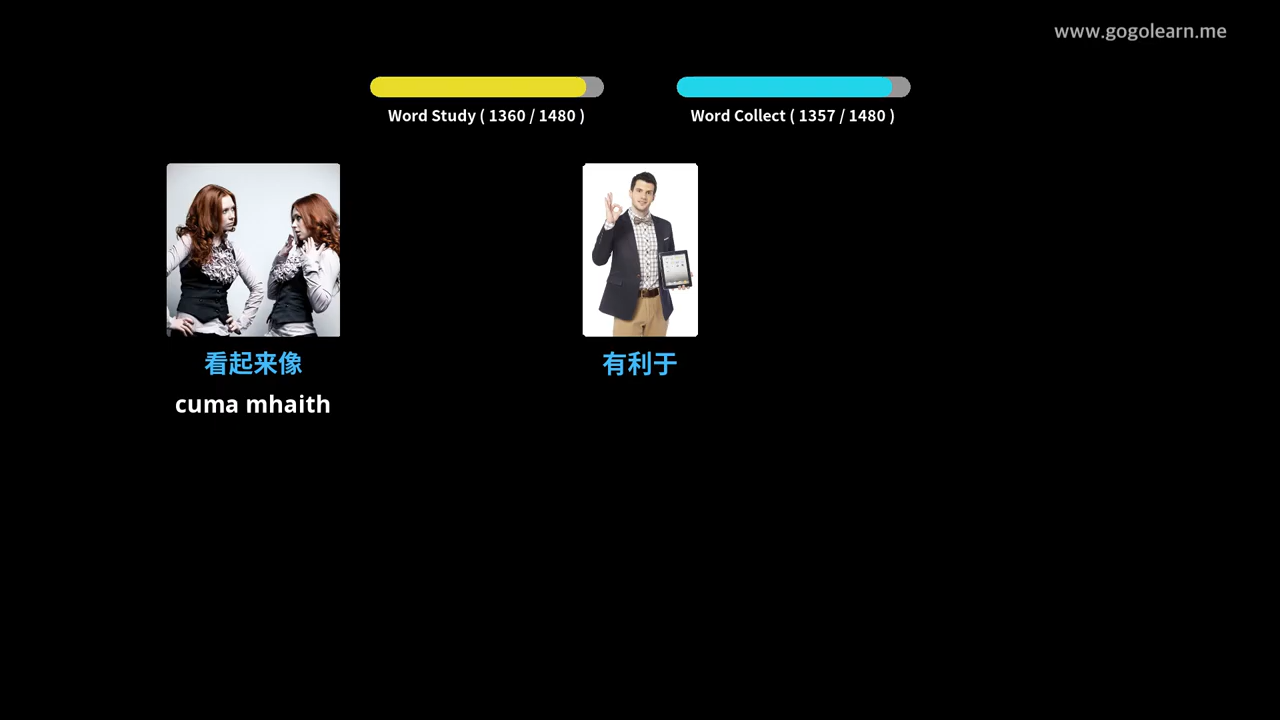 www.gogolearn.me
Word Study ( 1360 / 1480 )
Word Collect ( 1357 / 1480 )
看起来像
有利于
cuma mhaith